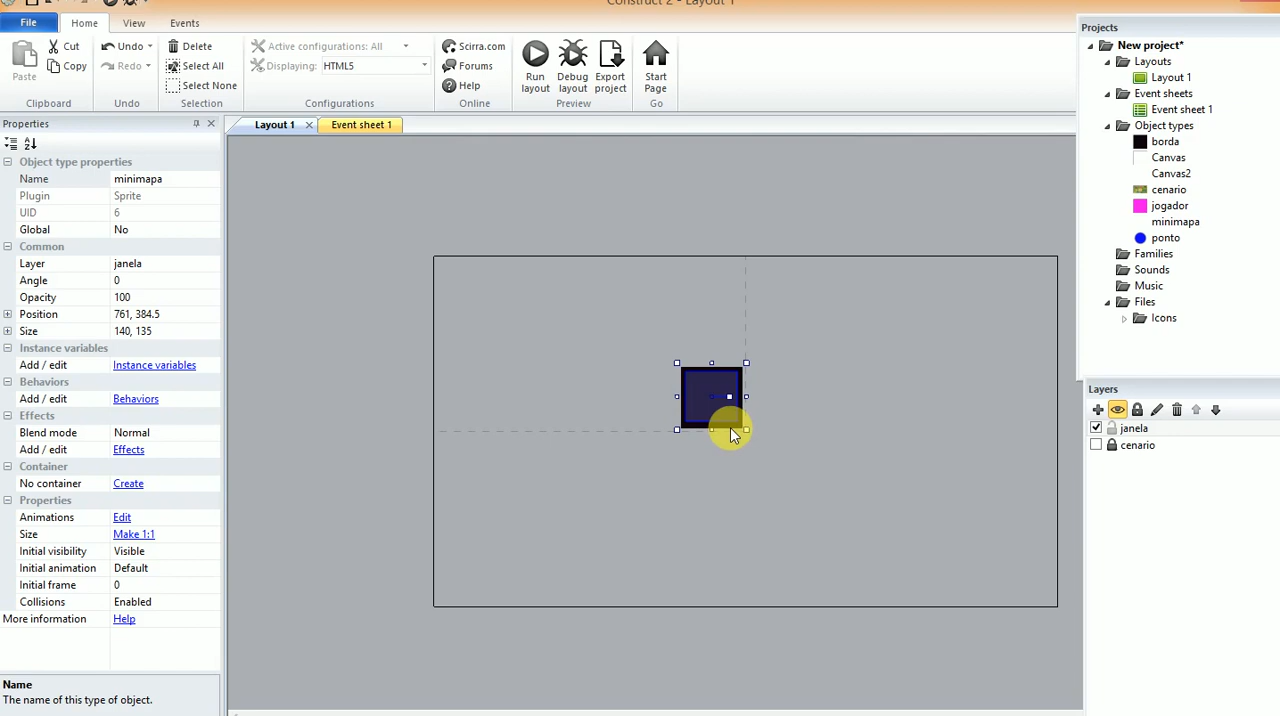 Construct 2 - Layout 1
File Home View Events
Paste
Cut
Copy
Clipboard
Undo
Redo
Undo
Delete
Select All
Select None
Selection
Active configurations: All
Displaying: HTML5
Configurations
Scirra.com
Forums
Help
Online
Run layout
Debug layout
Export project
Preview
Start Page
Go
Properties
Layout 1
Event sheet 1
Object type properties
Name minimapa
Plugin Sprite
UID 6
Global No
Common
Layer janela
Angle 0
Opacity 100
Position 761, 384.5
Size 140, 135
Instance variables
Add / edit Instance variables
Behaviors
Add / edit Behaviors
Effects
Blend mode Normal
Add / edit Effects
Container
No container Create
Properties
Animations Edit
Size Make 1:1
Initial visibility Visible
Initial animation Default
Initial frame 0
Collisions Enabled
More information Help
Name
The name of this type of object.
Projects
New project*
Layouts
Layout 1
Event sheets
Event sheet 1
Object types
borda
Canvas
Canvas2
cenario
jogador
minimapa
ponto
Families
Sounds
Music
Files
Icons
Layers
janela
cenario